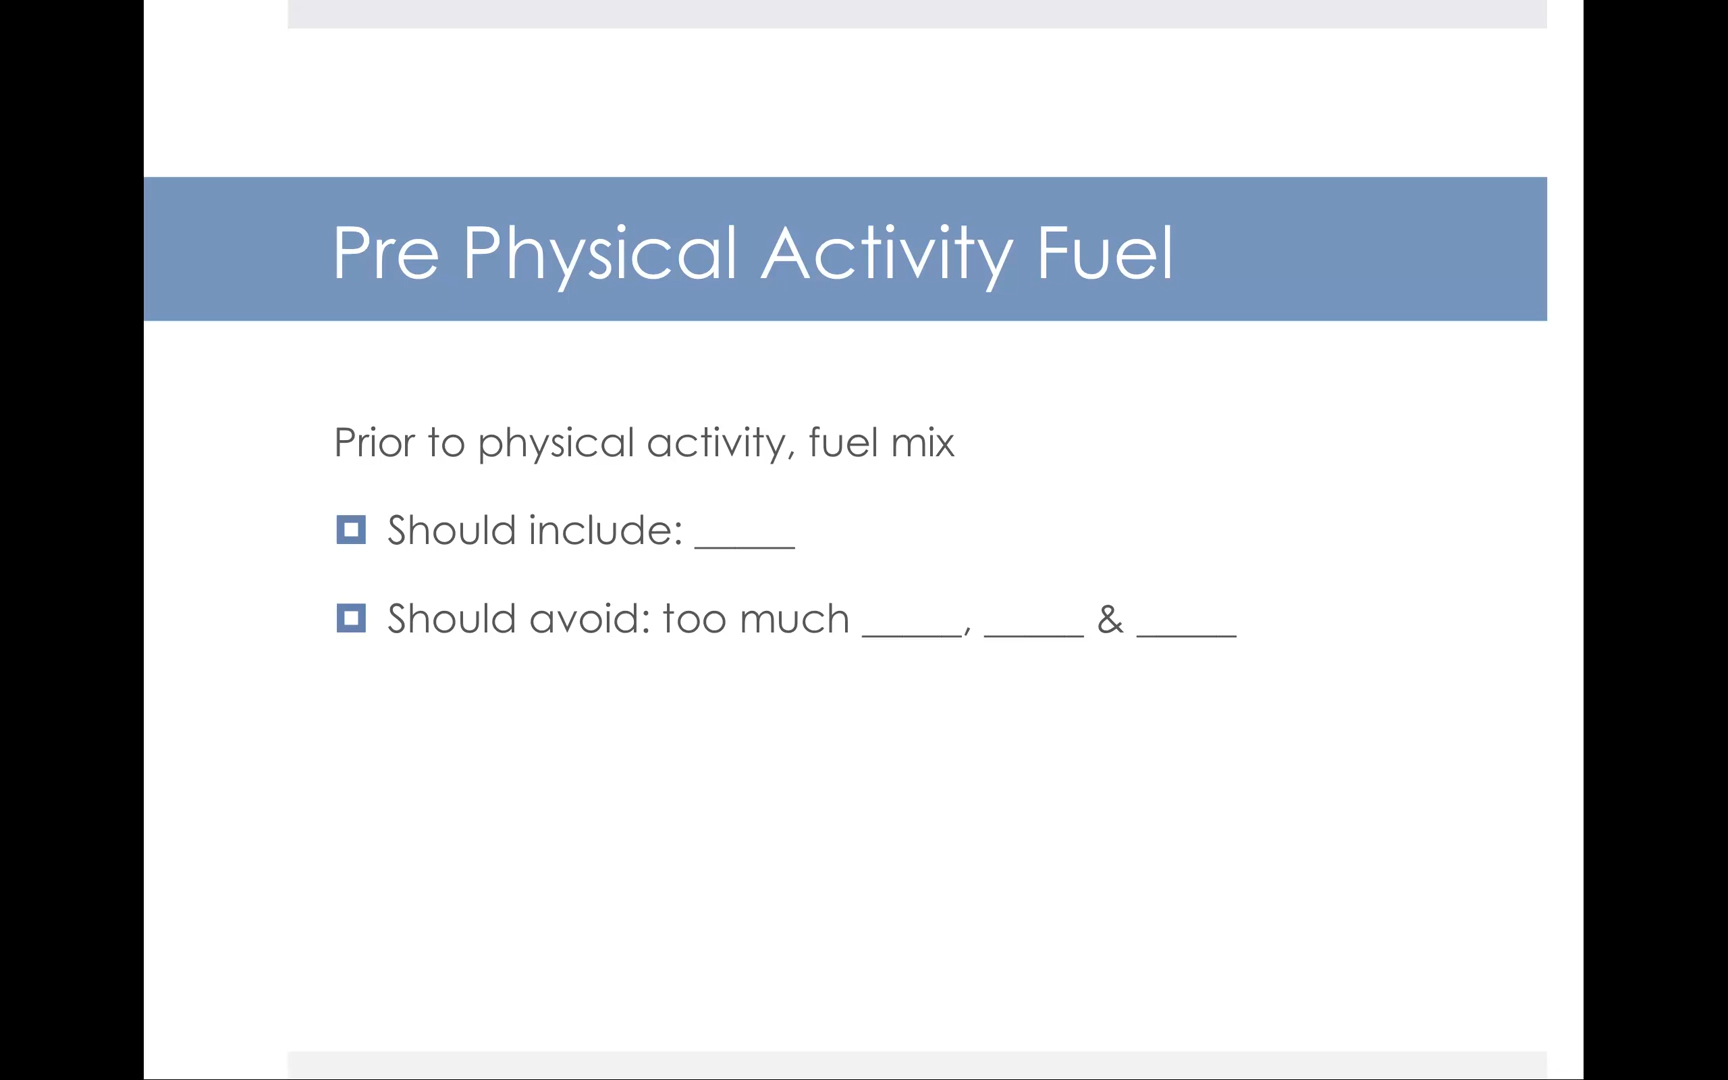 Pre Physical Activity Fuel
Prior to physical activity, fuel mix
Should include: _____
Should avoid: too much _____, _____ & _____